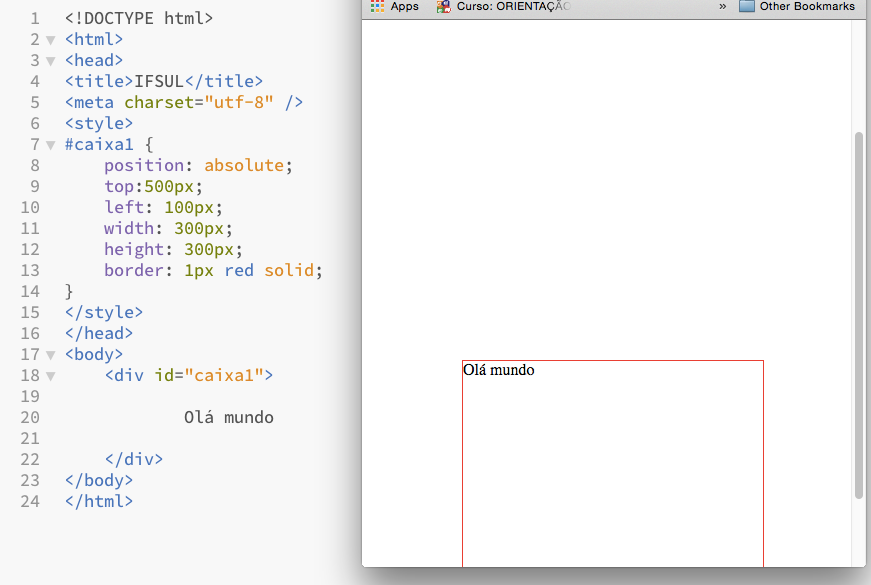 1 <!DOCTYPE html>
2 <html>
3 <head>
4 <title>IFSUL</title>
5 <meta charset="utf-8" />
6 <style>
7 #caixa1 {
8 position: absolute;
9 top:500px;
10 left: 100px;
11 width: 300px;
12 height: 300px;
13 border: 1px red solid;
14 }
15 </style>
16 </head>
17 <body>
18 <div id="caixa1">
19
20 Olá mundo
21
22 </div>
23 </body>
24 </html>
Apps Curso: ORIENTAÇÃO » Other Bookmarks
Olá mundo